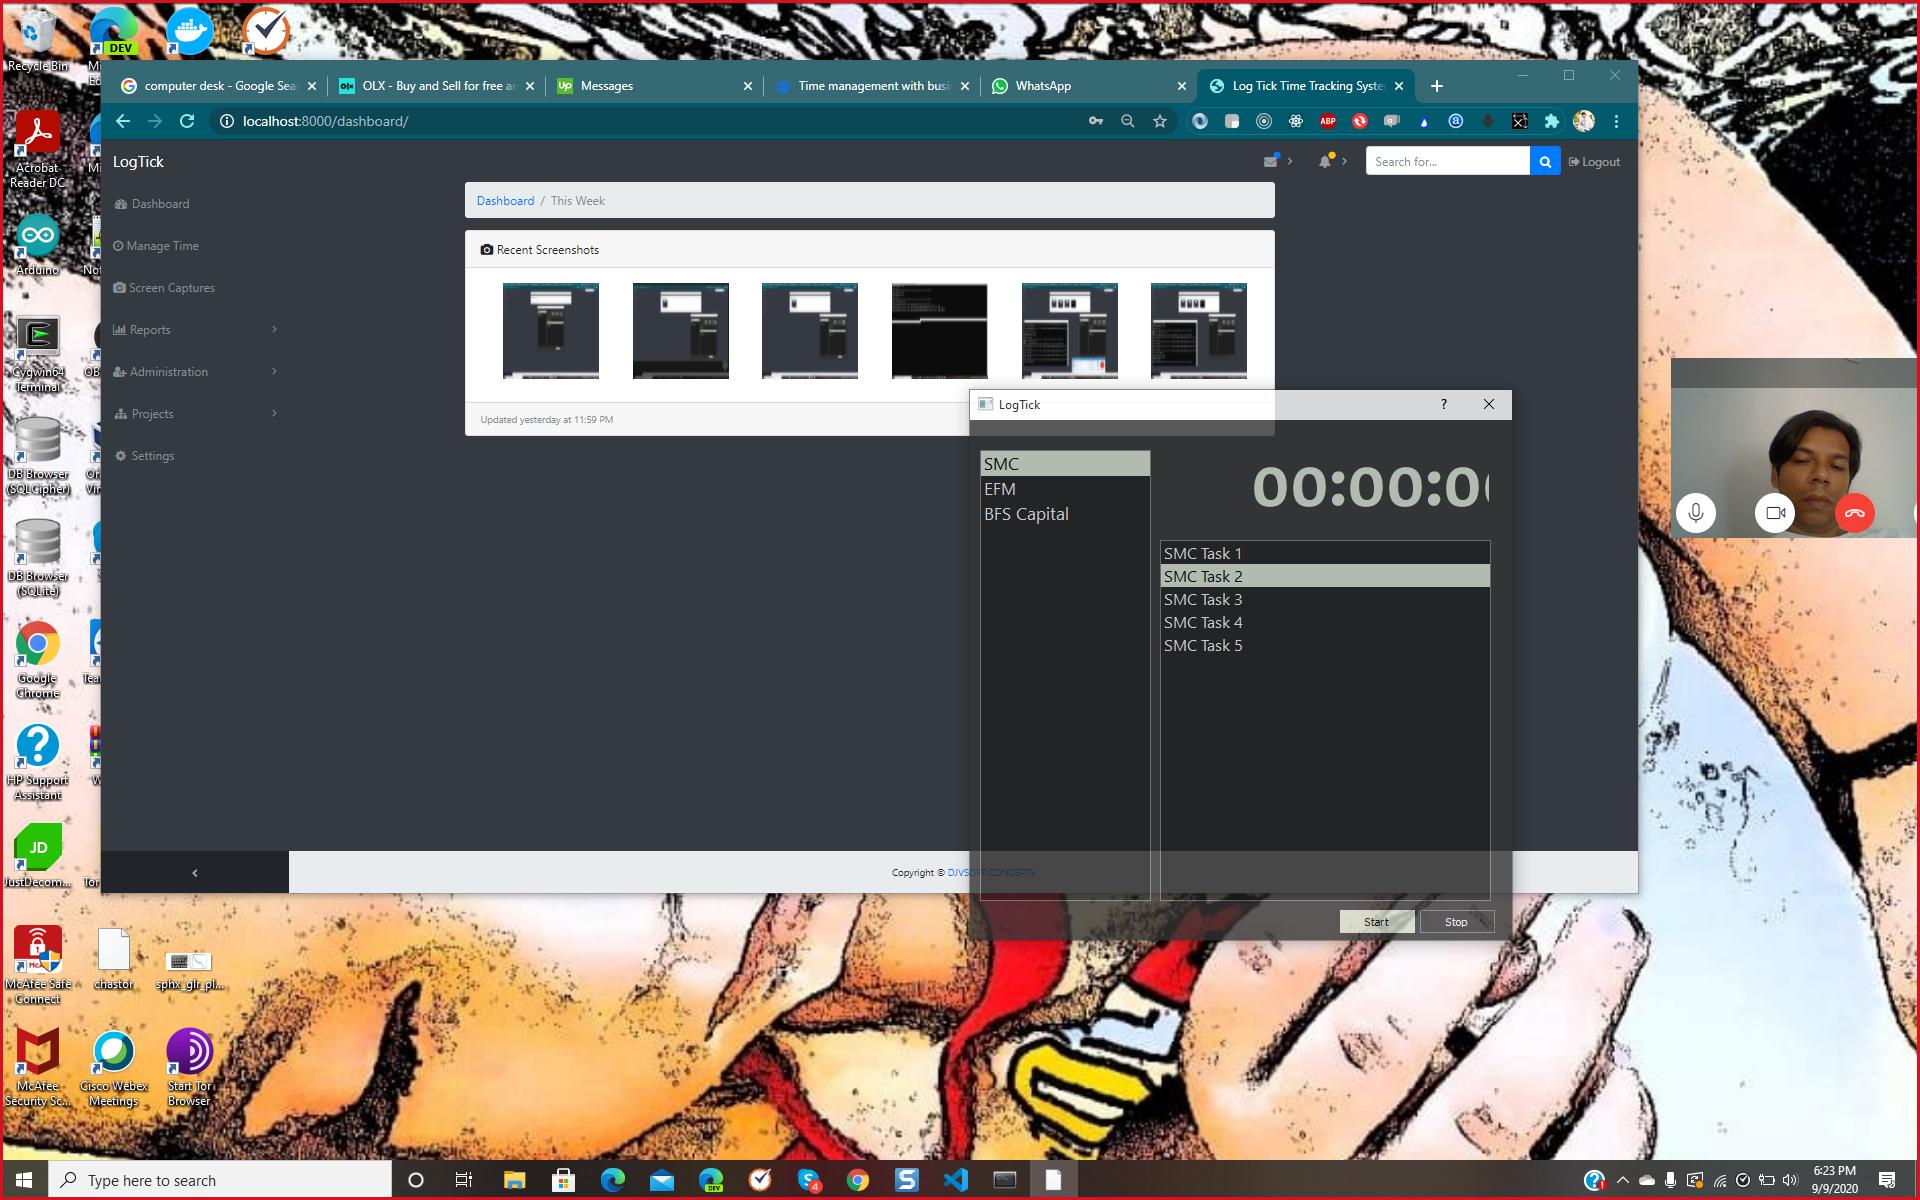 Recycle Bin
DEV
computer desk - Google Sea
OLX - Buy and Sell for free a
Messages
Time management with busi
WhatsApp
Log Tick Time Tracking Syste
localhost:8000/dashboard/
ABP
LogTick
Search for...
Logout
Dashboard
Manage Time
Screen Captures
Reports
Administration
Projects
Settings
Dashboard / This Week
Recent Screenshots
Updated yesterday at 11:59 PM
LogTick
?
SMC
EFM
BFS Capital
00:00:0
SMC Task 1
SMC Task 2
SMC Task 3
SMC Task 4
SMC Task 5
Start
Stop
Copyright © DJVSOFT CONCEPTS
Acrobat
Reader DC
Arduino
Cygwin64
Terminal
DB Browser
(SQLCipher)
DB Browser
(SQLite)
Google
Chrome
HP Support
Assistant
JD
JustDecom...
McAfee Safe
Connect
chastor
sphx_glr_pl...
McAfee
Security Sc...
Cisco Webex
Meetings
Start Tor
Browser
Type here to search
DEV
4
6:23 PM
9/9/2020